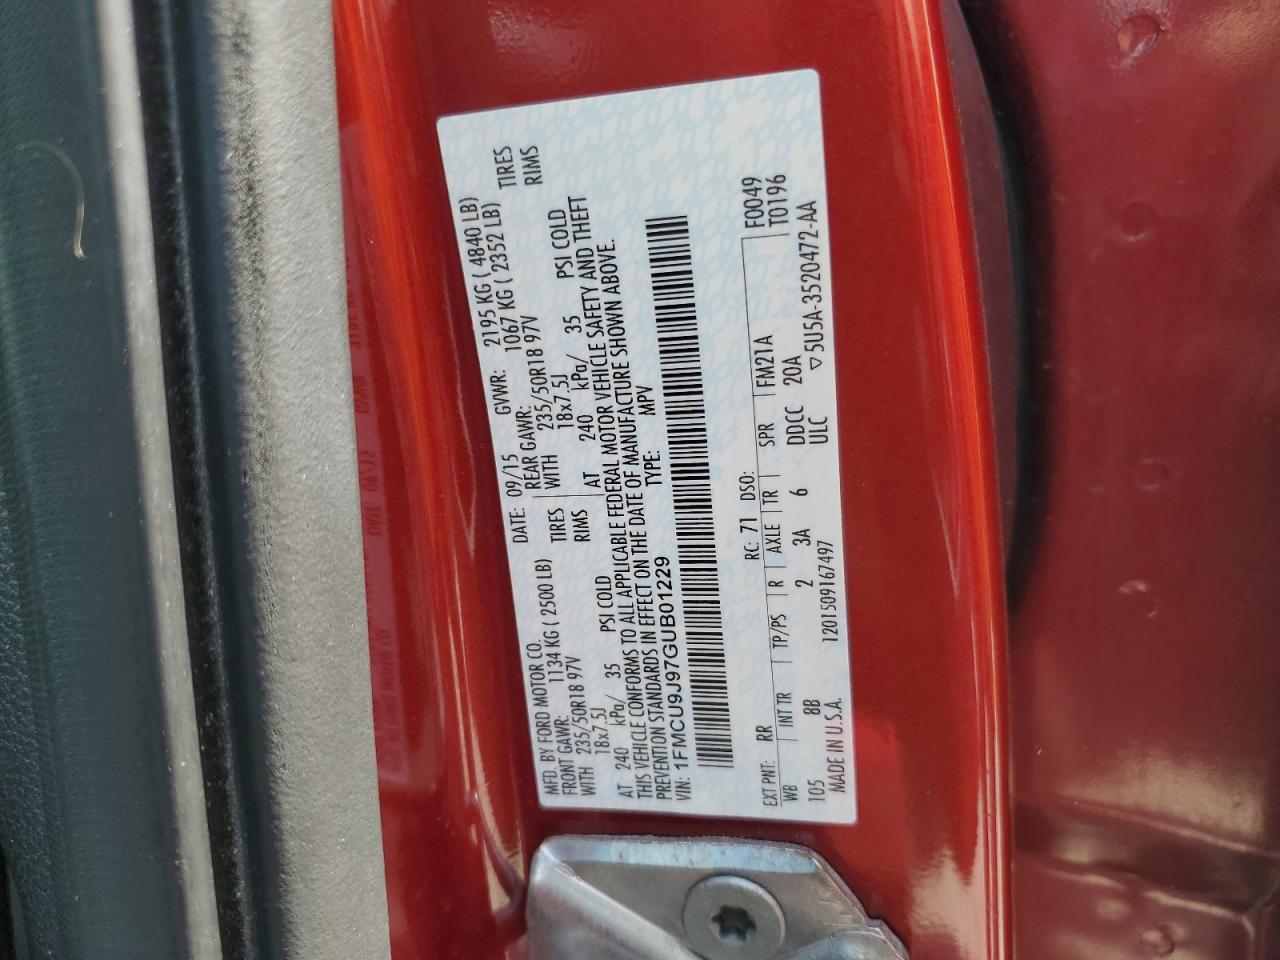 MFD. BY FORD MOTOR CO.
DATE: 09/15 GVWR: 2195 KG ( 4840 LB)
FRONT GAWR: 1134 KG ( 2500 LB) REAR GAWR: 1067 KG ( 2352 LB)
WITH 235/50R18 97V TIRES WITH 235/50R18 97V TIRES
18x7.5J RIMS 18x7.5J RIMS
AT 240 kPa/ 35 PSI COLD AT 240 kPa/ 35 PSI COLD
THIS VEHICLE CONFORMS TO ALL APPLICABLE FEDERAL MOTOR VEHICLE SAFETY AND THEFT
PREVENTION STANDARDS IN EFFECT ON THE DATE OF MANUFACTURE SHOWN ABOVE.
VIN: 1FMCU9J97GUB01229 TYPE: MPV
F0049
T0196
EXT PNT: RR RC: 71 DSO:
WB INT TR TP/PS R AXLE TR SPR FM21A
105 8B 2 3A 6 DDCC 20A
MADE IN U.S.A. 1201509167497 ULC ▽5U5A-3520472-AA